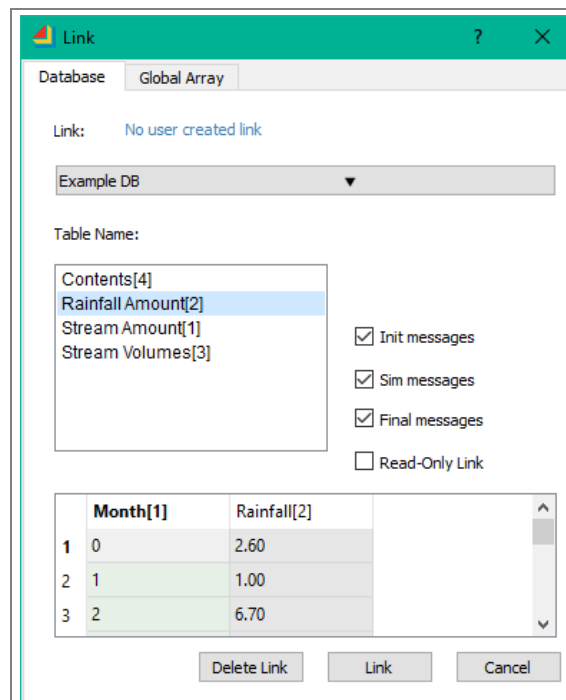 Link ?
Database Global Array
Link: No user created link
Example DB
Table Name:
Contents[4]
Rainfall Amount[2]
Stream Amount[1]
Stream Volumes[3]
Init messages
Sim messages
Final messages
Read-Only Link
Month[1] Rainfall[2]
1 0 2.60
2 1 1.00
3 2 6.70
Delete Link Link Cancel